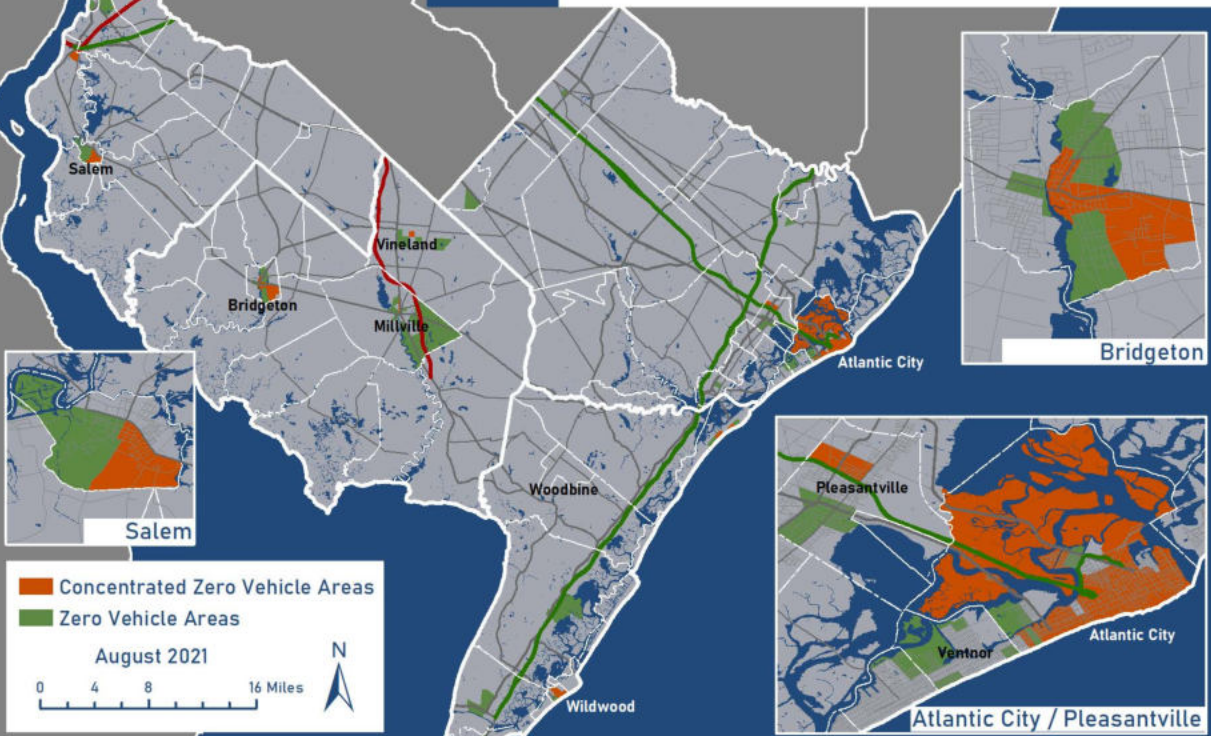 Salem
Vineland
Bridgeton
Millville
Atlantic City
Woodbine
Wildwood
Bridgeton
Salem
Pleasantville
Atlantic City
Ventnor
Atlantic City / Pleasantville
Concentrated Zero Vehicle Areas
Zero Vehicle Areas
August 2021
N
0 4 8 16 Miles